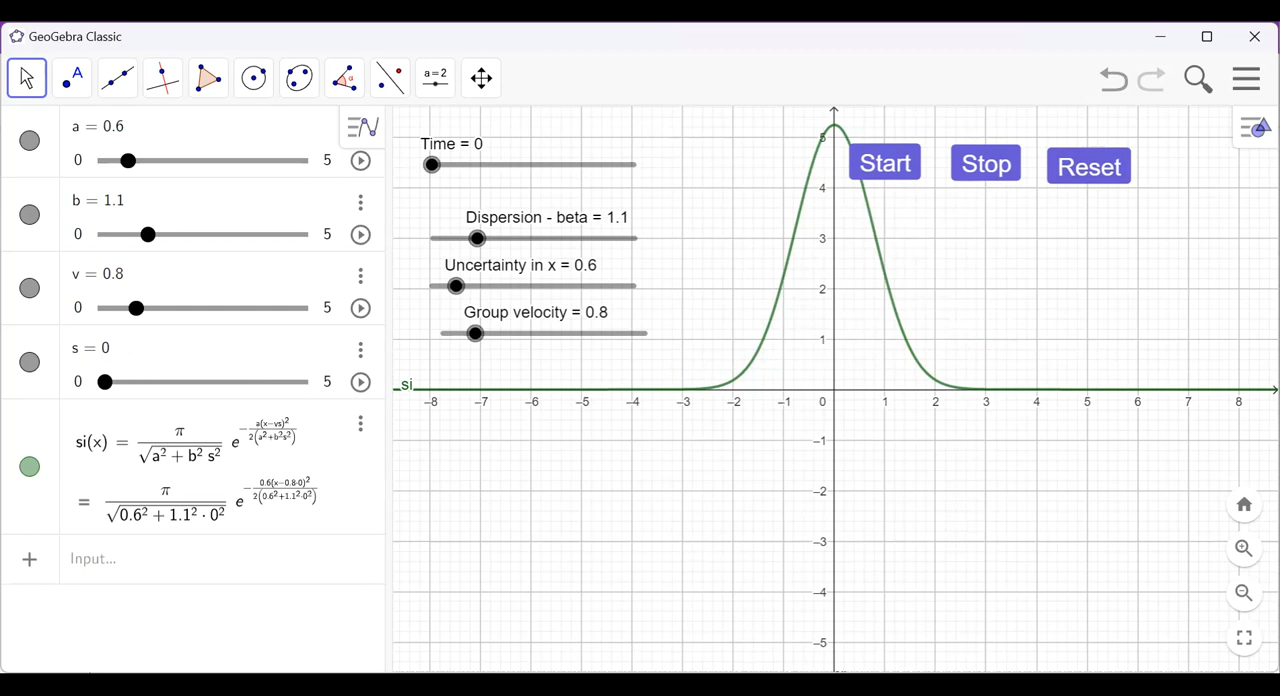 GeoGebra Classic
A
α
a=2
a = 0.6
0 5
b = 1.1
0 5
v = 0.8
0 5
s = 0
0 5
si(x) = π / √(a² + b² s²) e^(−a(x−vs)² / 2(a²+b²s²))
= π / √(0.6² + 1.1² · 0²) e^(−0.6(x−0.8·0)² / 2(0.6²+1.1²·0²))
+ Input...
Time = 0
Dispersion - beta = 1.1
Uncertainty in x = 0.6
Group velocity = 0.8
Start Stop Reset
si
5
4
3
2
1
−8 −7 −6 −5 −4 −3 −2 −1 0 1 2 3 4 5 6 7 8
−1
−2
−3
−4
−5